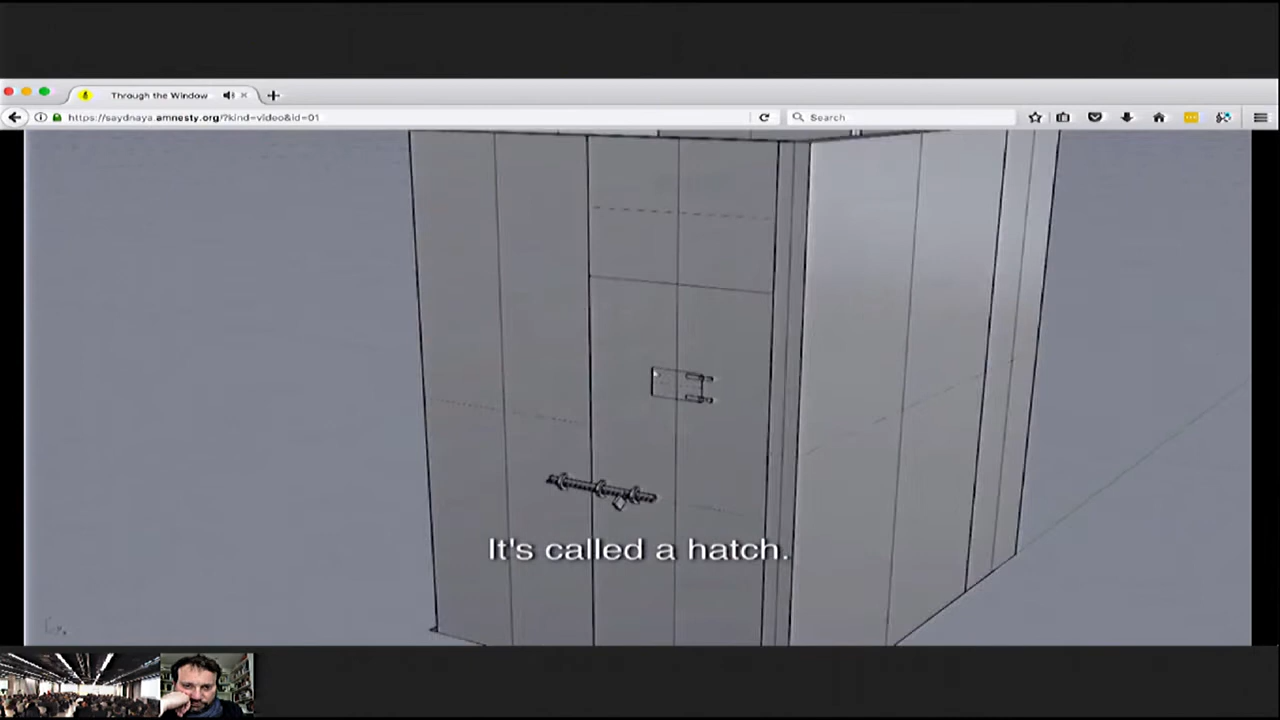 Through the Window
https://saydnaya.amnesty.org/?kind=video&id=01
Search
It's called a hatch.